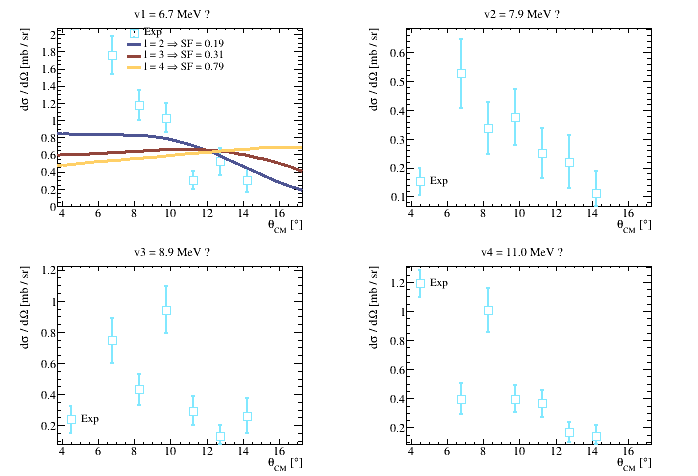 v1 = 6.7 MeV ?
dσ / dΩ [mb / sr]
2
1.8
1.6
1.4
1.2
1
0.8
0.6
0.4
0.2
0
Exp
l = 2 ⇒ SF = 0.19
l = 3 ⇒ SF = 0.31
l = 4 ⇒ SF = 0.79
4 6 8 10 12 14 16
θCM [°]
v2 = 7.9 MeV ?
dσ / dΩ [mb / sr]
0.6
0.5
0.4
0.3
0.2
0.1
Exp
4 6 8 10 12 14 16
θCM [°]
v3 = 8.9 MeV ?
dσ / dΩ [mb / sr]
1.2
1
0.8
0.6
0.4
0.2
Exp
4 6 8 10 12 14 16
θCM [°]
v4 = 11.0 MeV ?
dσ / dΩ [mb / sr]
1.2
1
0.8
0.6
0.4
0.2
Exp
4 6 8 10 12 14 16
θCM [°]